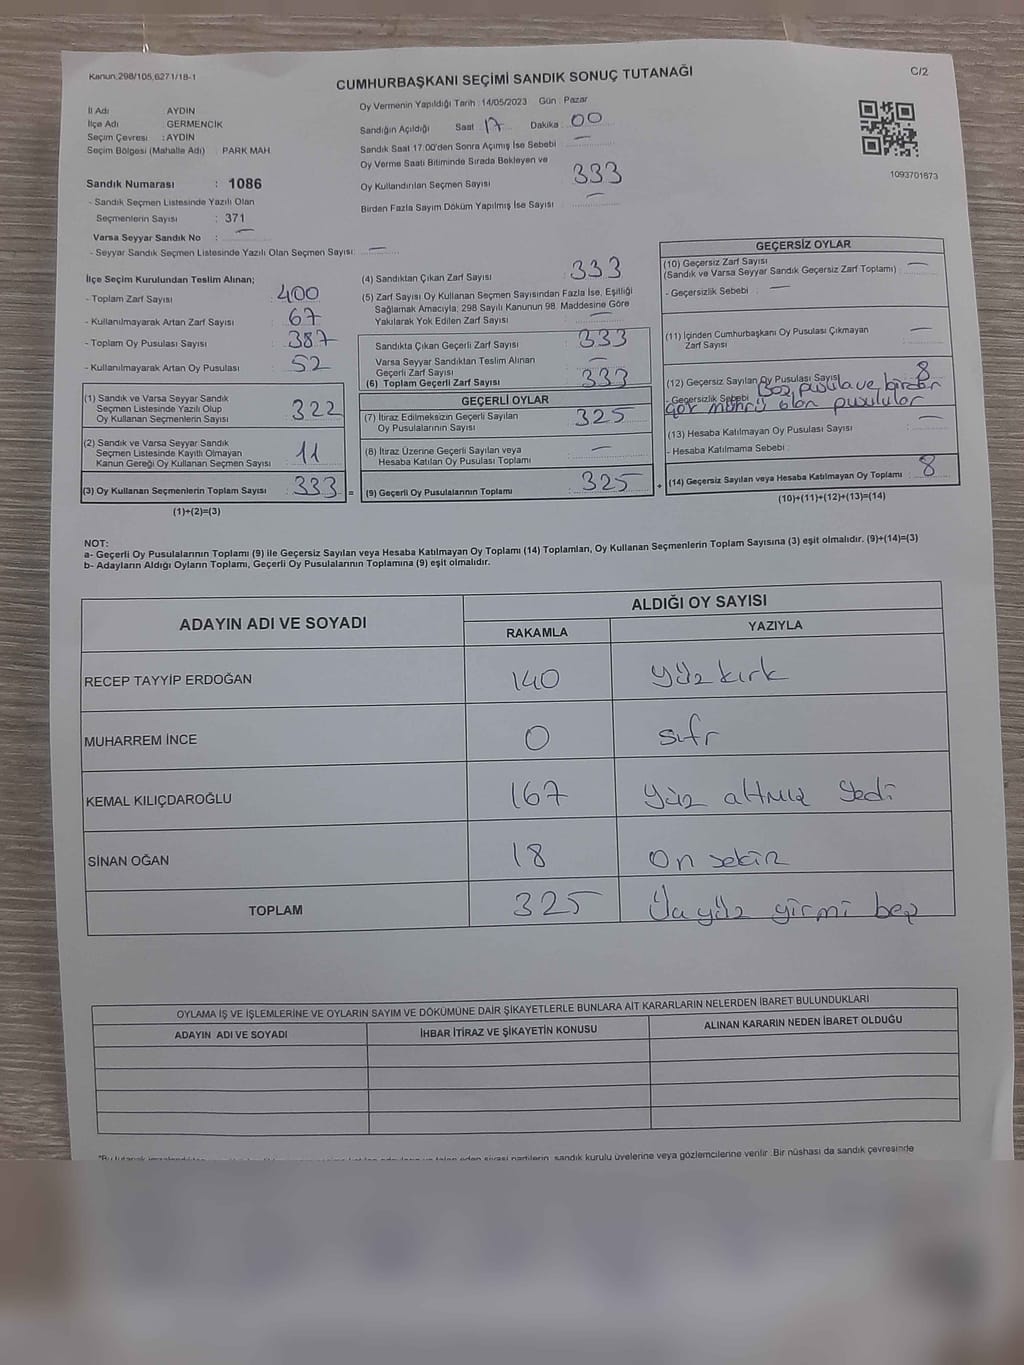 Kanun.298/105,6271/18-1
C/2
CUMHURBAŞKANI SEÇİMİ SANDIK SONUÇ TUTANAĞI
İl Adı AYDIN
İlçe Adı GERMENCİK
Seçim Çevresi : AYDIN
Seçim Bölgesi (Mahalle Adı) : PARK MAH
Sandık Numarası : 1086
- Sandık Seçmen Listesinde Yazılı Olan
Seçmenlerin Sayısı : 371
Varsa Seyyar Sandık No : —
- Seyyar Sandık Seçmen Listesinde Yazılı Olan Seçmen Sayısı: —
Oy Vermenin Yapıldığı Tarih : 14/05/2023 Gün : Pazar
Sandığın Açıldığı Saat : 17 Dakika : 00
Sandık Saat 17.00'den Sonra Açımış İse Sebebi : —
Oy Verme Saati Bitiminde Sırada Bekleyen ve
Oy Kullandırılan Seçmen Sayısı : 333
Birden Fazla Sayım Döküm Yapılmış İse Sayısı : —
1093701673
İlçe Seçim Kurulundan Teslim Alınan;
- Toplam Zarf Sayısı : 400
- Kullanılmayarak Artan Zarf Sayısı : 67
- Toplam Oy Pusulası Sayısı : 387
- Kullanılmayarak Artan Oy Pusulası : 52
(1) Sandık ve Varsa Seyyar Sandık
Seçmen Listesinde Yazılı Olup
Oy Kullanan Seçmenlerin Sayısı : 322
(2) Sandık ve Varsa Seyyar Sandık
Seçmen Listesinde Kayıtlı Olmayan
Kanun Gereği Oy Kullanan Seçmen Sayısı : 11
(3) Oy Kullanan Seçmenlerin Toplam Sayısı : 333 =
(1)+(2)=(3)
(4) Sandıktan Çıkan Zarf Sayısı : 333
(5) Zarf Sayısı Oy Kullanan Seçmen Sayısından Fazla İse, Eşitliği
Sağlamak Amacıyla; 298 Sayılı Kanunun 98. Maddesine Göre
Yakılarak Yok Edilen Zarf Sayısı : —
Sandıkta Çıkan Geçerli Zarf Sayısı : 333
Varsa Seyyar Sandıktan Teslim Alınan
Geçerli Zarf Sayısı : —
(6) Toplam Geçerli Zarf Sayısı : 333
GEÇERLİ OYLAR
(7) İtiraz Edilmeksizin Geçerli Sayılan
Oy Pusulalarının Sayısı : 325
(8) İtiraz Üzerine Geçerli Sayılan veya
Hesaba Katılan Oy Pusulası Toplamı : —
(9) Geçerli Oy Pusulalarının Toplamı : 325 +
GEÇERSİZ OYLAR
(10) Geçersiz Zarf Sayısı
(Sandık ve Varsa Seyyar Sandık Geçersiz Zarf Toplamı) : —
- Geçersizlik Sebebi : —
(11) İçinden Cumhurbaşkanı Oy Pusulası Çıkmayan
Zarf Sayısı : —
(12) Geçersiz Sayılan Oy Pusulası Sayısı : 8
- Geçersizlik Sebebi : Boş pusula ve birden
çok mührü olan pusulalar
(13) Hesaba Katılmayan Oy Pusulası Sayısı : —
- Hesaba Katılmama Sebebi :
(14) Geçersiz Sayılan veya Hesaba Katılmayan Oy Toplamı : 8
(10)+(11)+(12)+(13)=(14)
NOT:
a- Geçerli Oy Pusulalarının Toplamı (9) ile Geçersiz Sayılan veya Hesaba Katılmayan Oy Toplamı (14) Toplamları, Oy Kullanan Seçmenlerin Toplam Sayısına (3) eşit olmalıdır. (9)+(14)=(3)
b- Adayların Aldığı Oyların Toplamı, Geçerli Oy Pusulalarının Toplamına (9) eşit olmalıdır.
ADAYIN ADI VE SOYADI ALDIĞI OY SAYISI
RAKAMLA YAZIYLA
RECEP TAYYİP ERDOĞAN 140 Yüz kırk
MUHARREM İNCE 0 sıfır
KEMAL KILIÇDAROĞLU 167 Yüz altmış yedi
SİNAN OĞAN 18 On sekiz
TOPLAM 325 Üçyüz yirmi beş
OYLAMA İŞ VE İŞLEMLERİNE VE OYLARIN SAYIM VE DÖKÜMÜNE DAİR ŞİKAYETLERLE BUNLARA AİT KARARLARIN NELERDEN İBARET BULUNDUKLARI
ADAYIN ADI VE SOYADI İHBAR İTİRAZ VE ŞİKAYETİN KONUSU ALINAN KARARIN NEDEN İBARET OLDUĞU
siyasi partilerin, sandık kurulu üyelerine veya gözlemcilerine verilir. Bir nüshası da sandık çevresinde